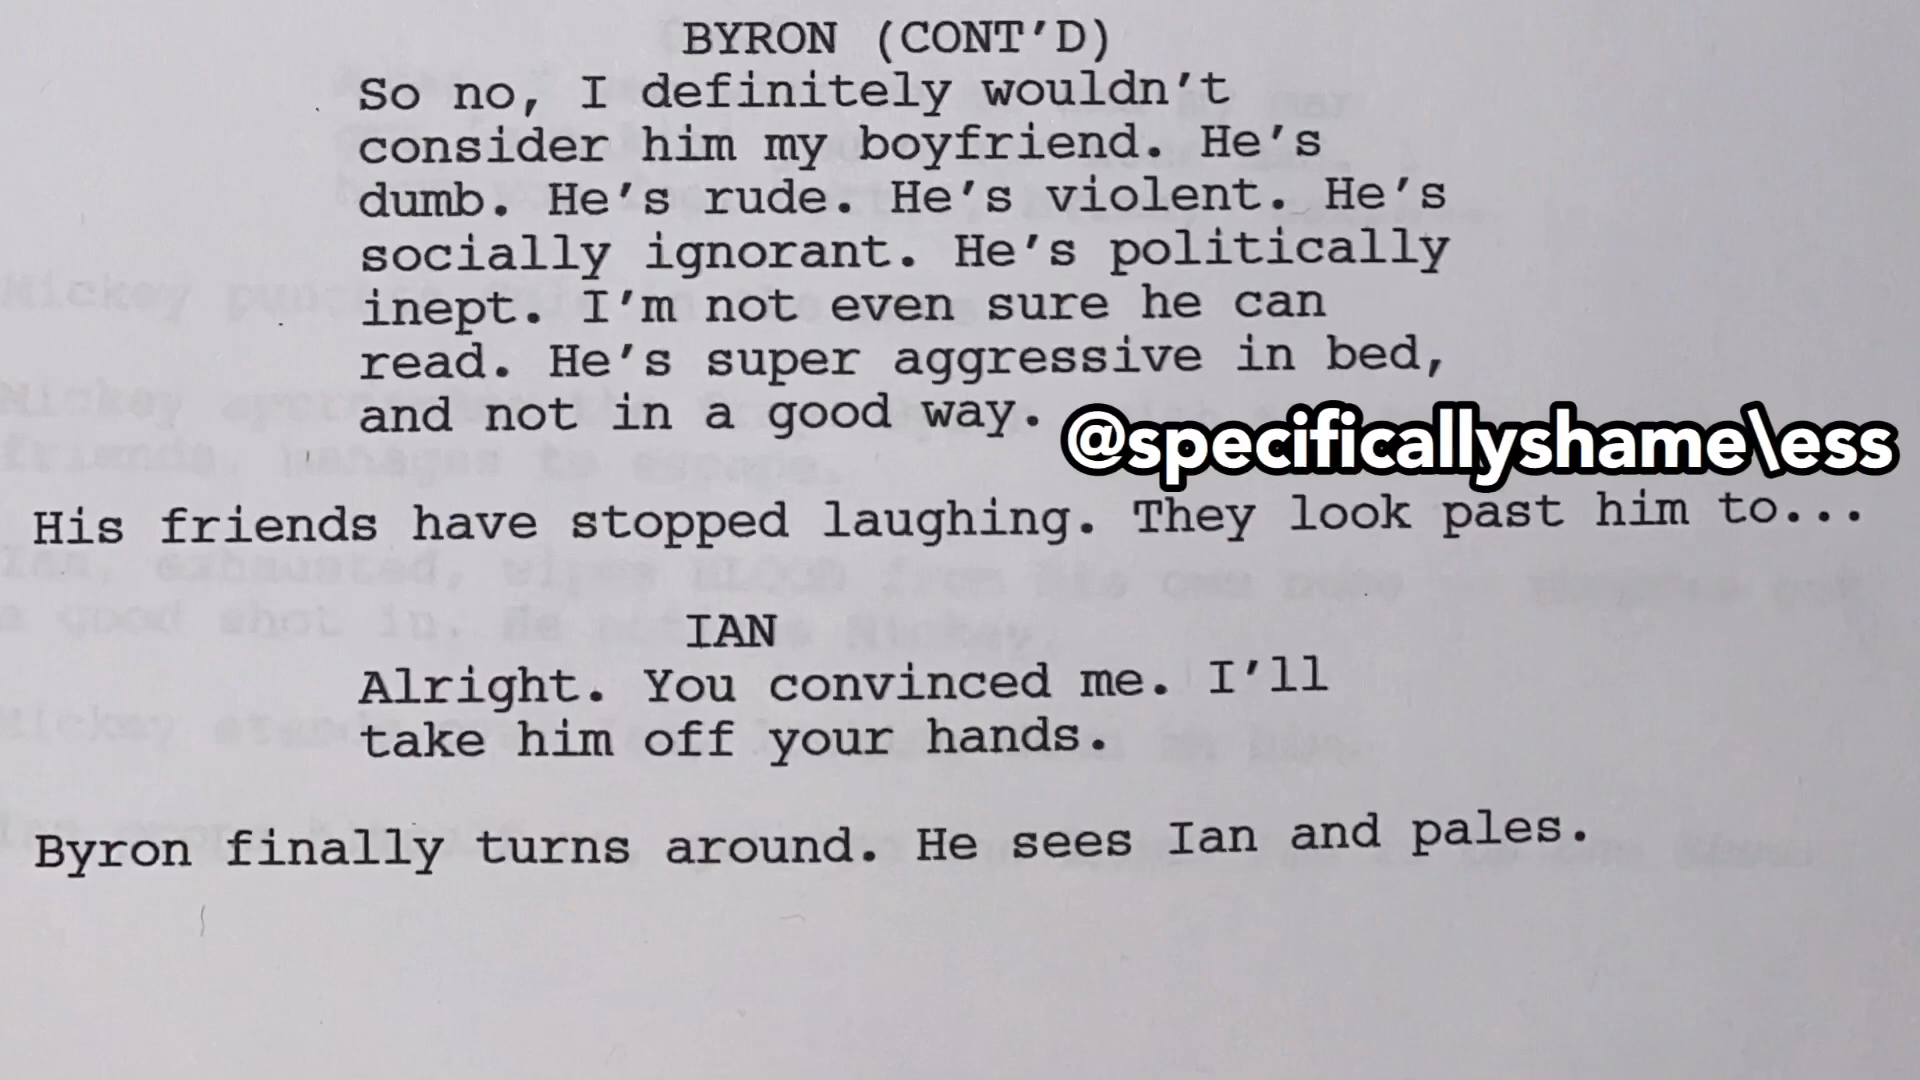 BYRON (CONT'D)
So no, I definitely wouldn't
consider him my boyfriend. He's
dumb. He's rude. He's violent. He's
socially ignorant. He's politically
inept. I'm not even sure he can
read. He's super aggressive in bed,
and not in a good way.
@specificallyshame\ess
His friends have stopped laughing. They look past him to...
IAN
Alright. You convinced me. I'll
take him off your hands.
Byron finally turns around. He sees Ian and pales.